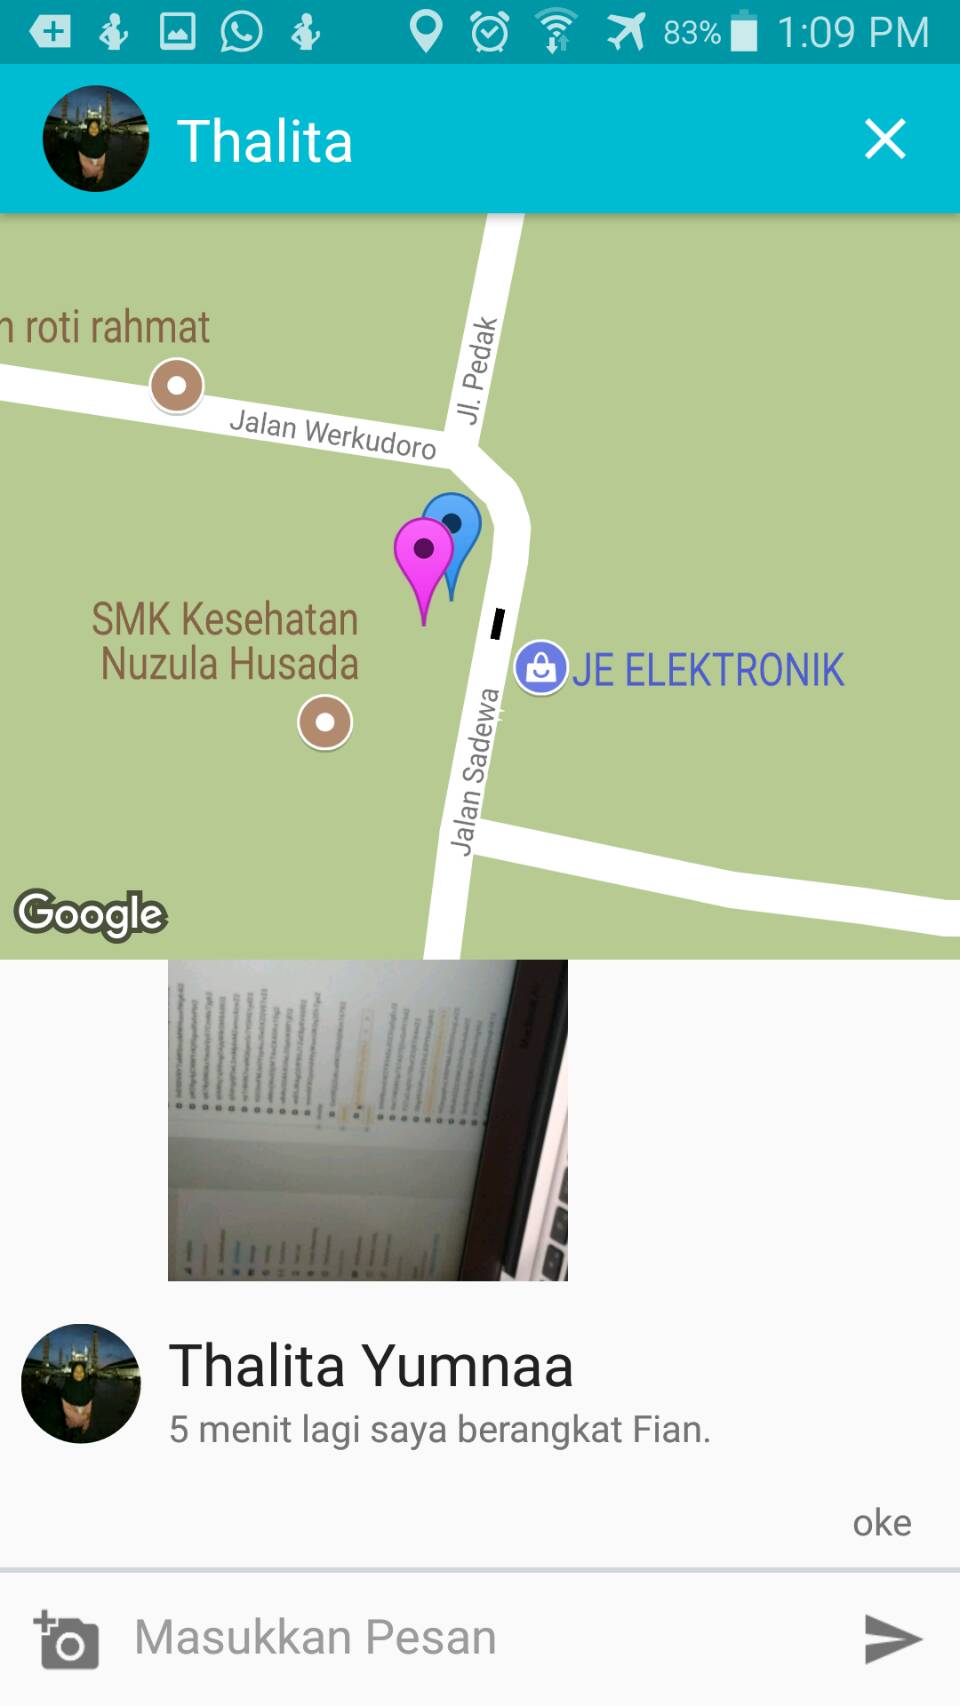 83% 1:09 PM
Thalita
n roti rahmat
Jl. Pedak
Jalan Werkudoro
SMK Kesehatan
Nuzula Husada
JE ELEKTRONIK
Jalan Sadewa
Google
Thalita Yumnaa
5 menit lagi saya berangkat Fian.
oke
Masukkan Pesan